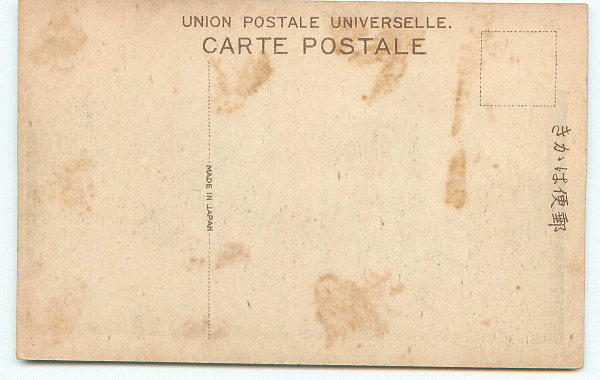 UNION POSTALE UNIVERSELLE.
CARTE POSTALE
MADE IN JAPAN
郵便はかき